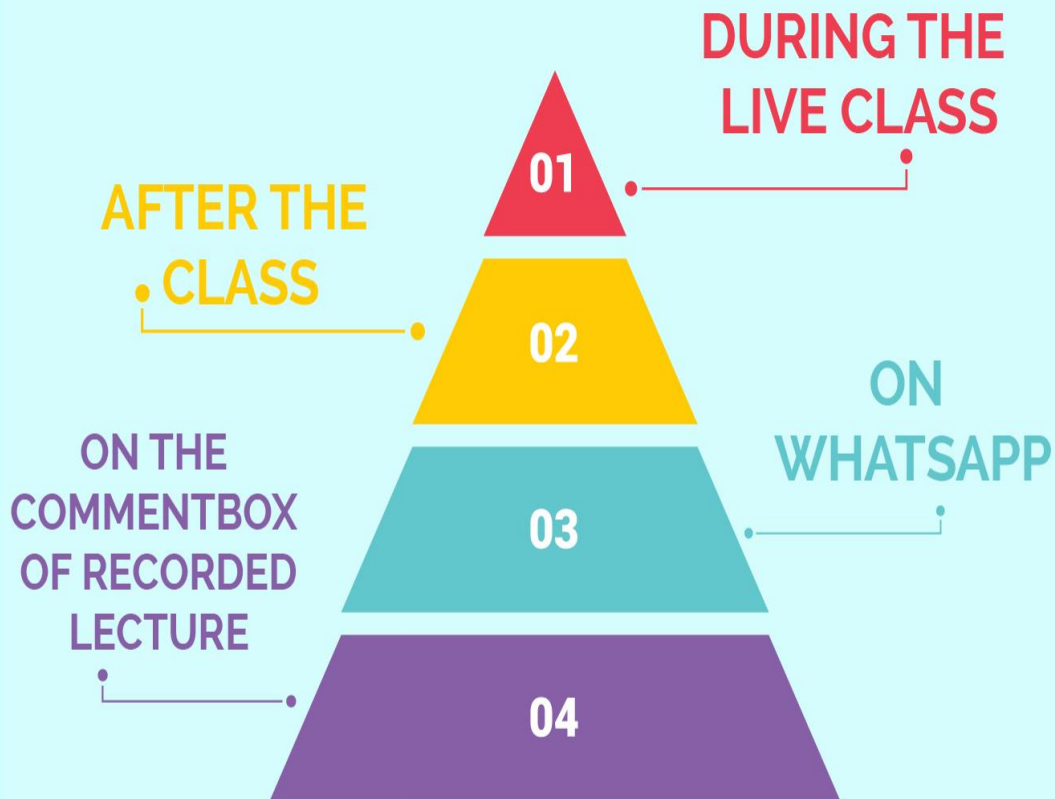 DURING THE
LIVE CLASS
01
AFTER THE
CLASS
02
ON
WHATSAPP
03
ON THE
COMMENTBOX
OF RECORDED
LECTURE
04